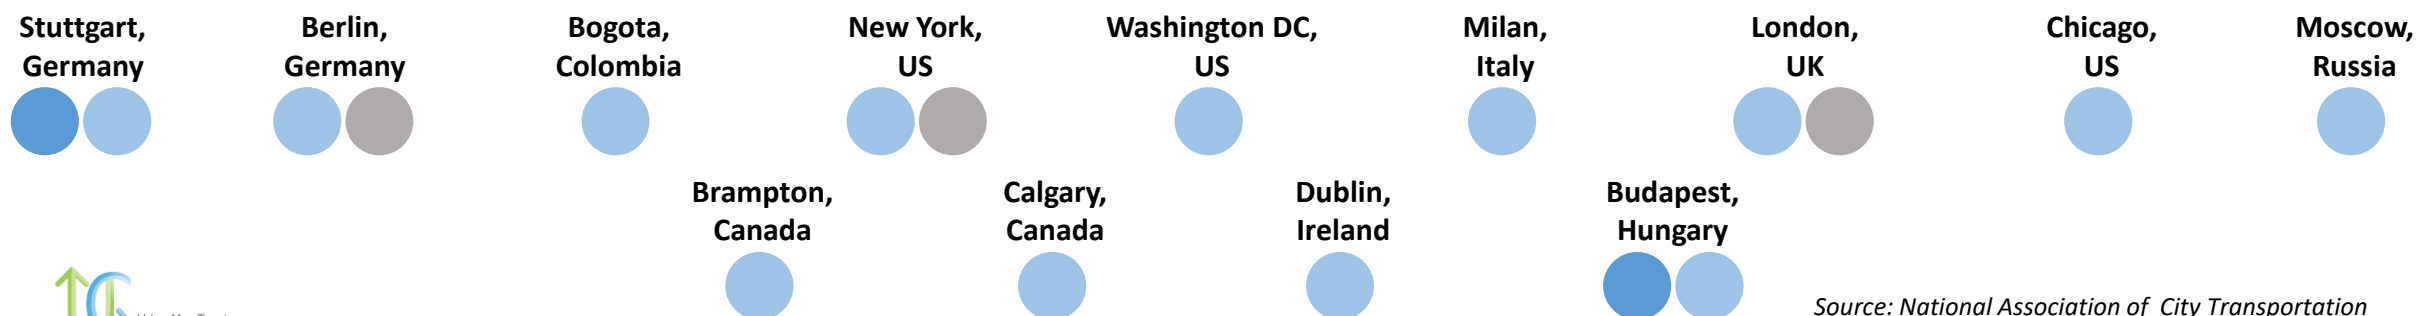 Stuttgart,
Germany
Berlin,
Germany
Bogota,
Colombia
New York,
US
Washington DC,
US
Milan,
Italy
London,
UK
Chicago,
US
Moscow,
Russia
Brampton,
Canada
Calgary,
Canada
Dublin,
Ireland
Budapest,
Hungary
Source: National Association of City Transportation